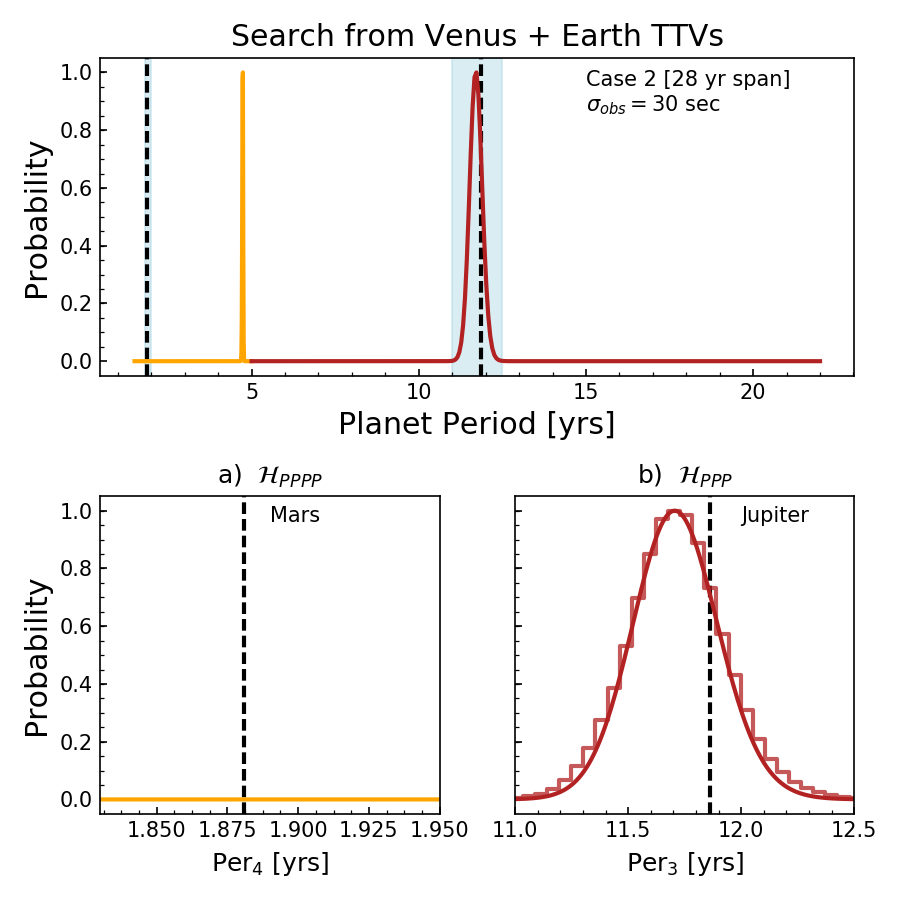 Search from Venus + Earth TTVs
Case 2 [28 yr span]
σ_obs = 30 sec
Probability
1.0
0.8
0.6
0.4
0.2
0.0
5 10 15 20
Planet Period [yrs]
a) ℋ_PPPP
Mars
Probability
1.0
0.8
0.6
0.4
0.2
0.0
1.850 1.875 1.900 1.925 1.950
Per₄ [yrs]
b) ℋ_PPP
Jupiter
11.0 11.5 12.0 12.5
Per₃ [yrs]